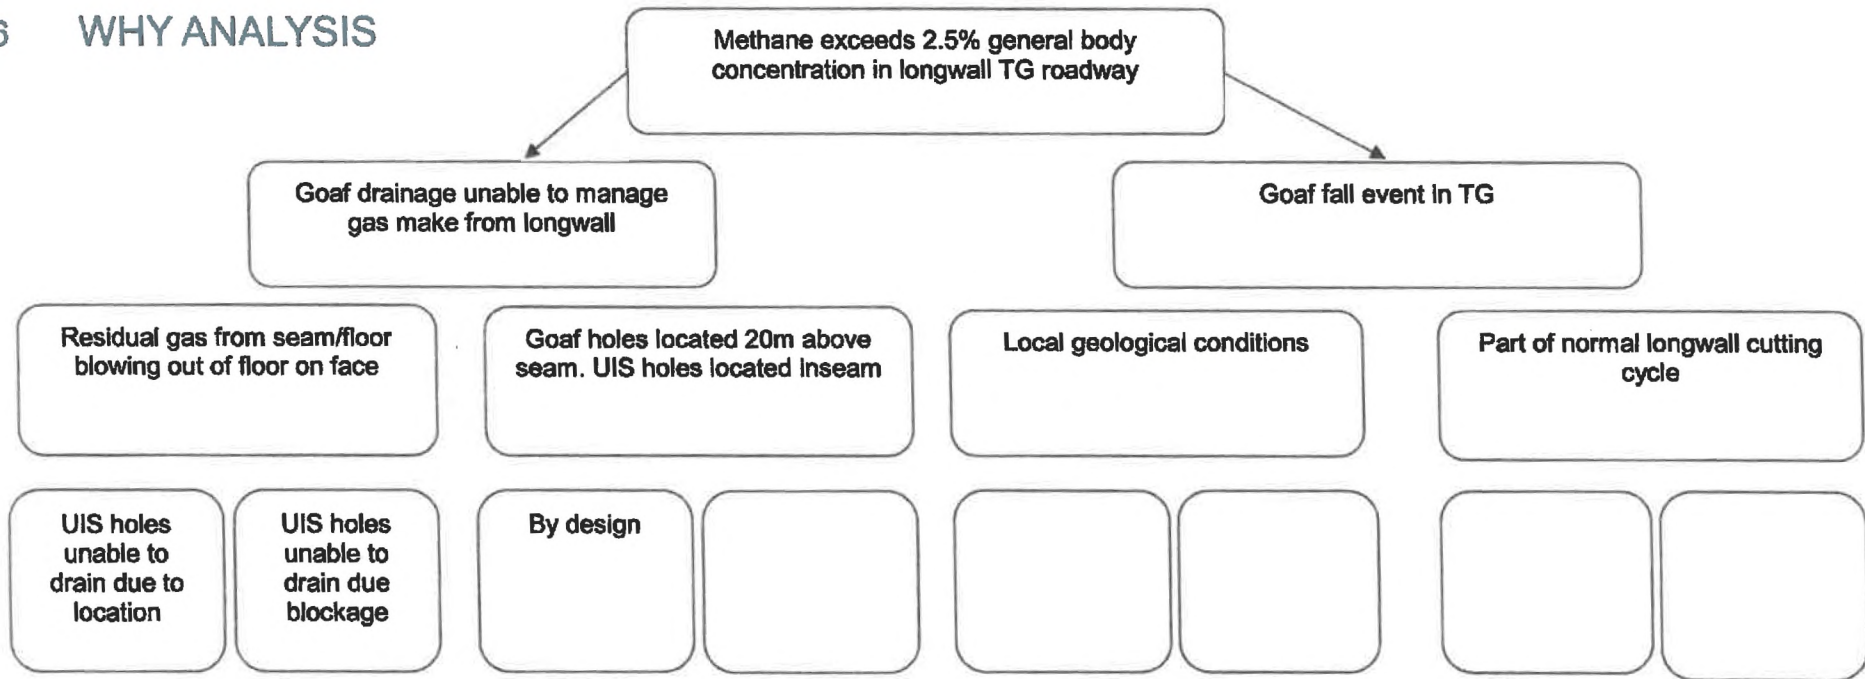 6 WHY ANALYSIS
Methane exceeds 2.5% general body
concentration in longwall TG roadway
Goaf drainage unable to manage
gas make from longwall
Goaf fall event in TG
Residual gas from seam/floor
blowing out of floor on face
Goaf holes located 20m above
seam. UIS holes located inseam
Local geological conditions
Part of normal longwall cutting
cycle
UIS holes
unable to
drain due to
location
UIS holes
unable to
drain due
blockage
By design